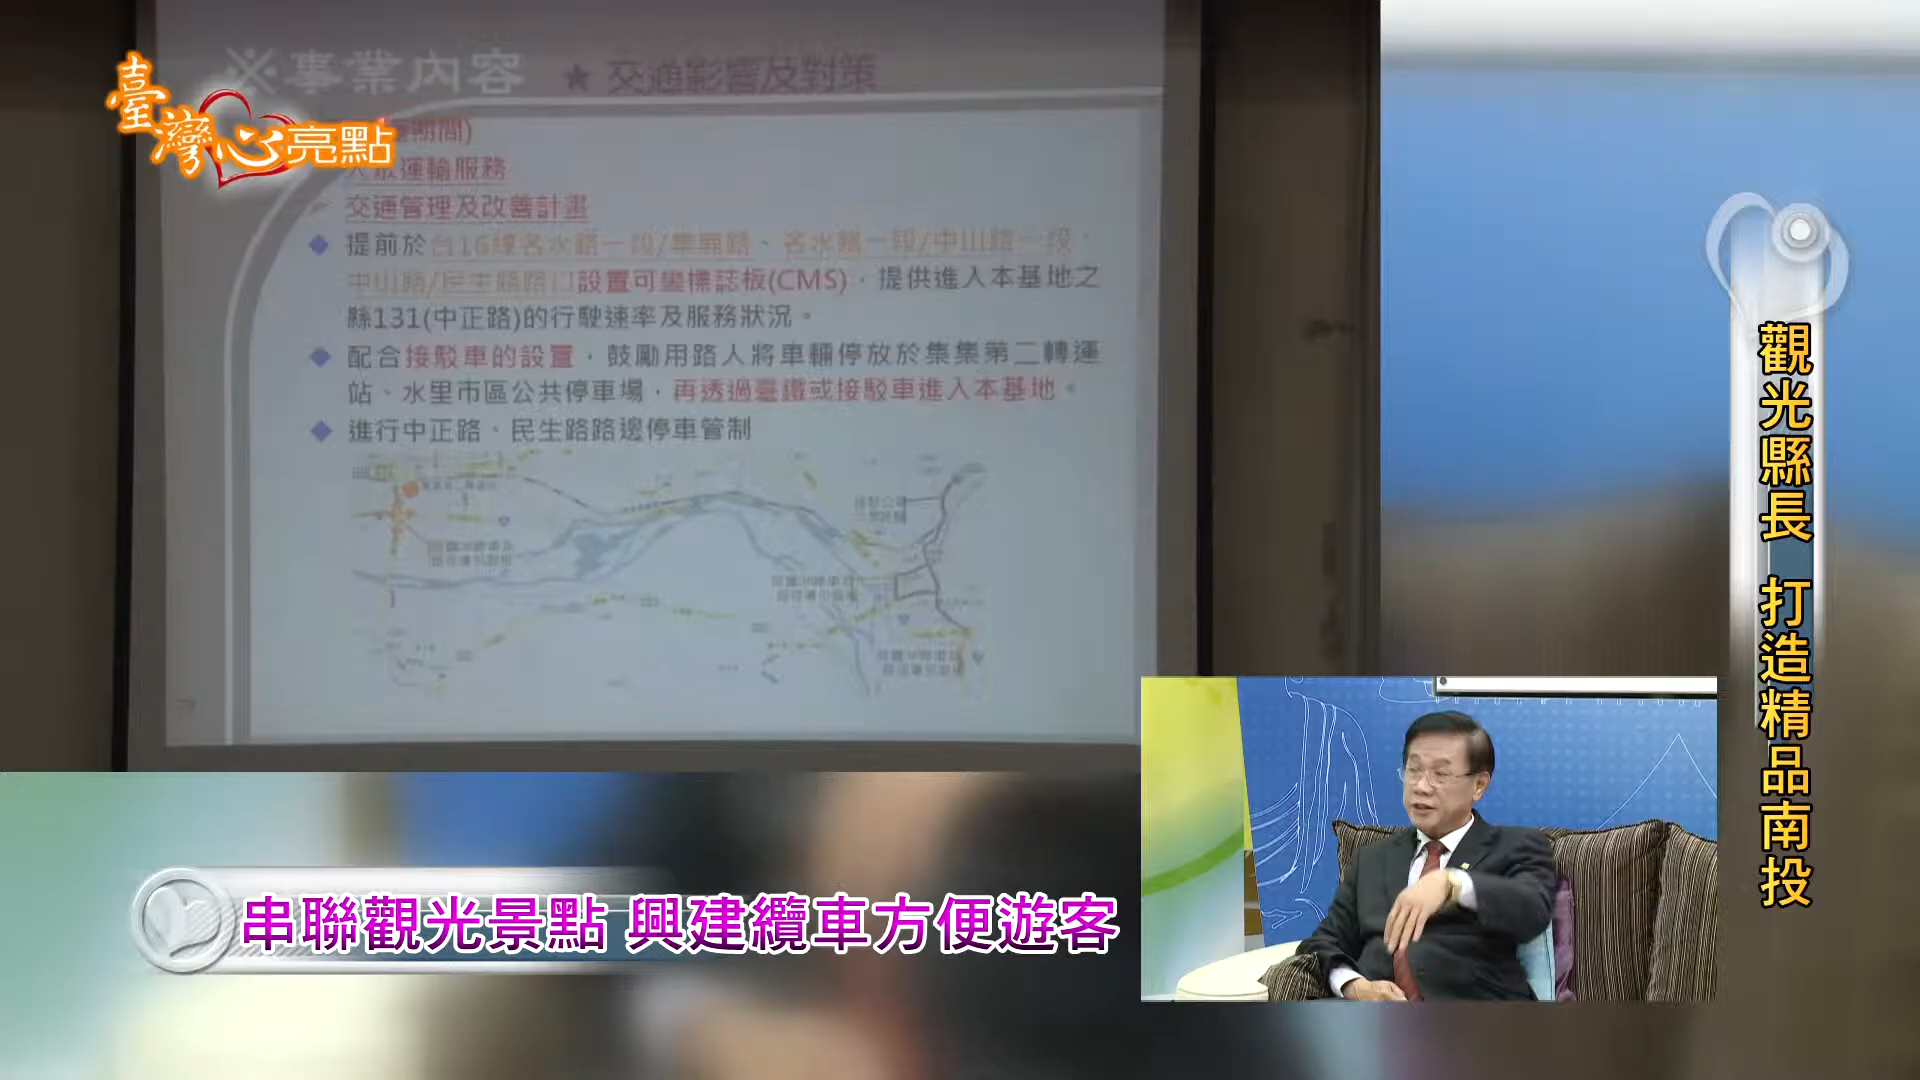 臺灣心亮點
※事業內容
★ 交通影響及對策
期間)
大眾運輸服務
交通管理及改善計畫
提前於台16線名水路一段/集鹿路、名水路一段/中山路一段、
中山路/民生路路口設置可變標誌板(CMS)，提供進入本基地之
縣131(中正路)的行駛速率及服務狀況。
配合接駁車的設置，鼓勵用路人將車輛停放於集集第二轉運
站、水里市區公共停車場，再透過臺鐵或接駁車進入本基地。
進行中正路、民生路路邊停車管制
觀光縣長 打造精品南投
串聯觀光景點 興建纜車方便遊客